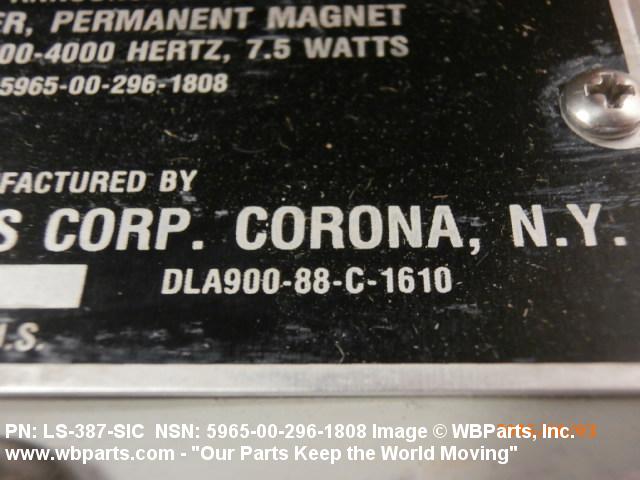 ER, PERMANENT MAGNET
00-4000 HERTZ, 7.5 WATTS
5965-00-296-1808
FACTURED BY
S CORP. CORONA, N.Y.
DLA900-88-C-1610
U.S.
PN: LS-387-SIC NSN: 5965-00-296-1808 Image © WBParts, Inc.
www.wbparts.com - "Our Parts Keep the World Moving"